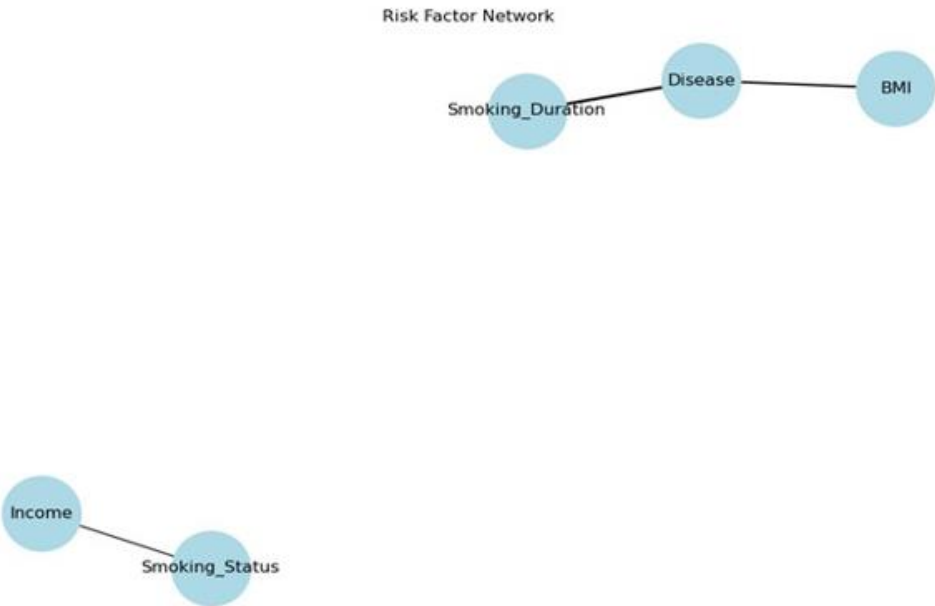 Risk Factor Network
Disease
BMI
Smoking_Duration
Income
Smoking_Status